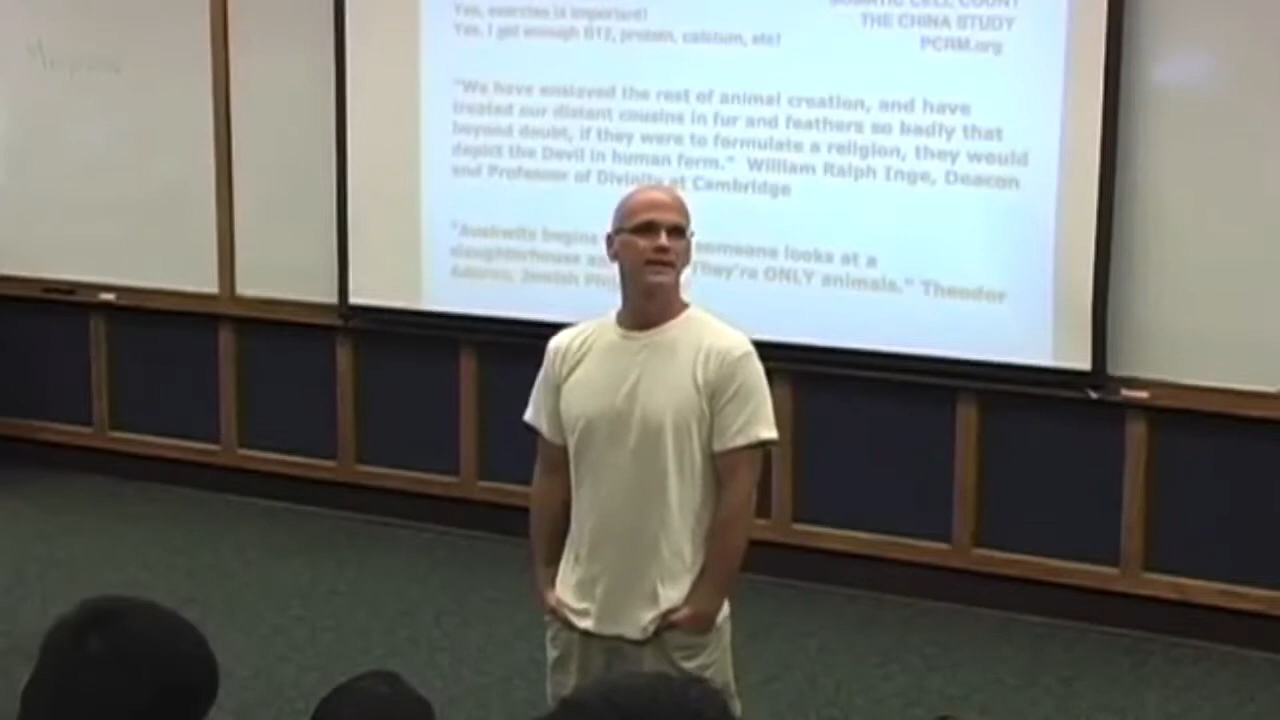 SOMATIC CELL COUNT
Yes, exercise is important!
THE CHINA STUDY
Yes, I get enough B12, protein, calcium, etc!
PCRM.org
"We have enslaved the rest of animal creation, and have
treated our distant cousins in fur and feathers so badly that
beyond doubt, if they were to formulate a religion, they would
depict the Devil in human form." William Ralph Inge, Deacon
and Professor of Divinity at Cambridge
"Auschwitz begins someone looks at a
slaughterhouse They're ONLY animals." Theodor
Adorno, Jewish